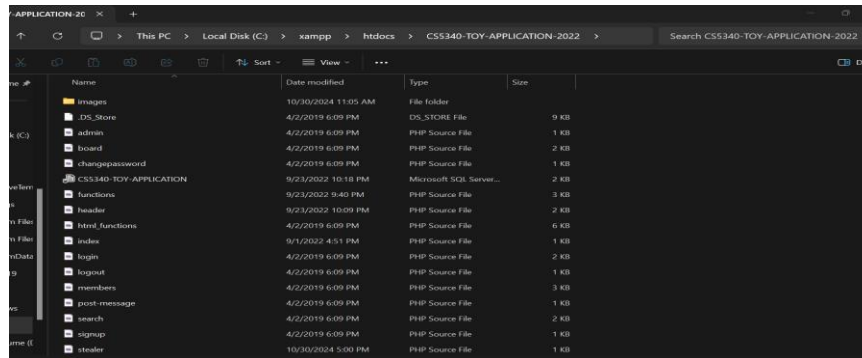 Y-APPLICATION-20 × +
This PC > Local Disk (C:) > xampp > htdocs > CS5340-TOY-APPLICATION-2022 > Search CS5340-TOY-APPLICATION-2022
Sort View ... D
Name Date modified Type Size
images 10/30/2024 11:05 AM File folder
.DS_Store 4/2/2019 6:09 PM DS_STORE File 9 KB
admin 4/2/2019 6:09 PM PHP Source File 1 KB
board 4/2/2019 6:09 PM PHP Source File 2 KB
changepassword 4/2/2019 6:09 PM PHP Source File 1 KB
CS5340-TOY-APPLICATION 9/23/2022 10:18 PM Microsoft SQL Server... 2 KB
functions 9/23/2022 9:40 PM PHP Source File 3 KB
header 9/23/2022 10:09 PM PHP Source File 2 KB
html_functions 4/2/2019 6:09 PM PHP Source File 6 KB
index 9/1/2022 4:51 PM PHP Source File 1 KB
login 4/2/2019 6:09 PM PHP Source File 2 KB
logout 4/2/2019 6:09 PM PHP Source File 1 KB
members 4/2/2019 6:09 PM PHP Source File 3 KB
post-message 4/2/2019 6:09 PM PHP Source File 1 KB
search 4/2/2019 6:09 PM PHP Source File 2 KB
signup 4/2/2019 6:09 PM PHP Source File 1 KB
stealer 10/30/2024 5:00 PM PHP Source File 1 KB